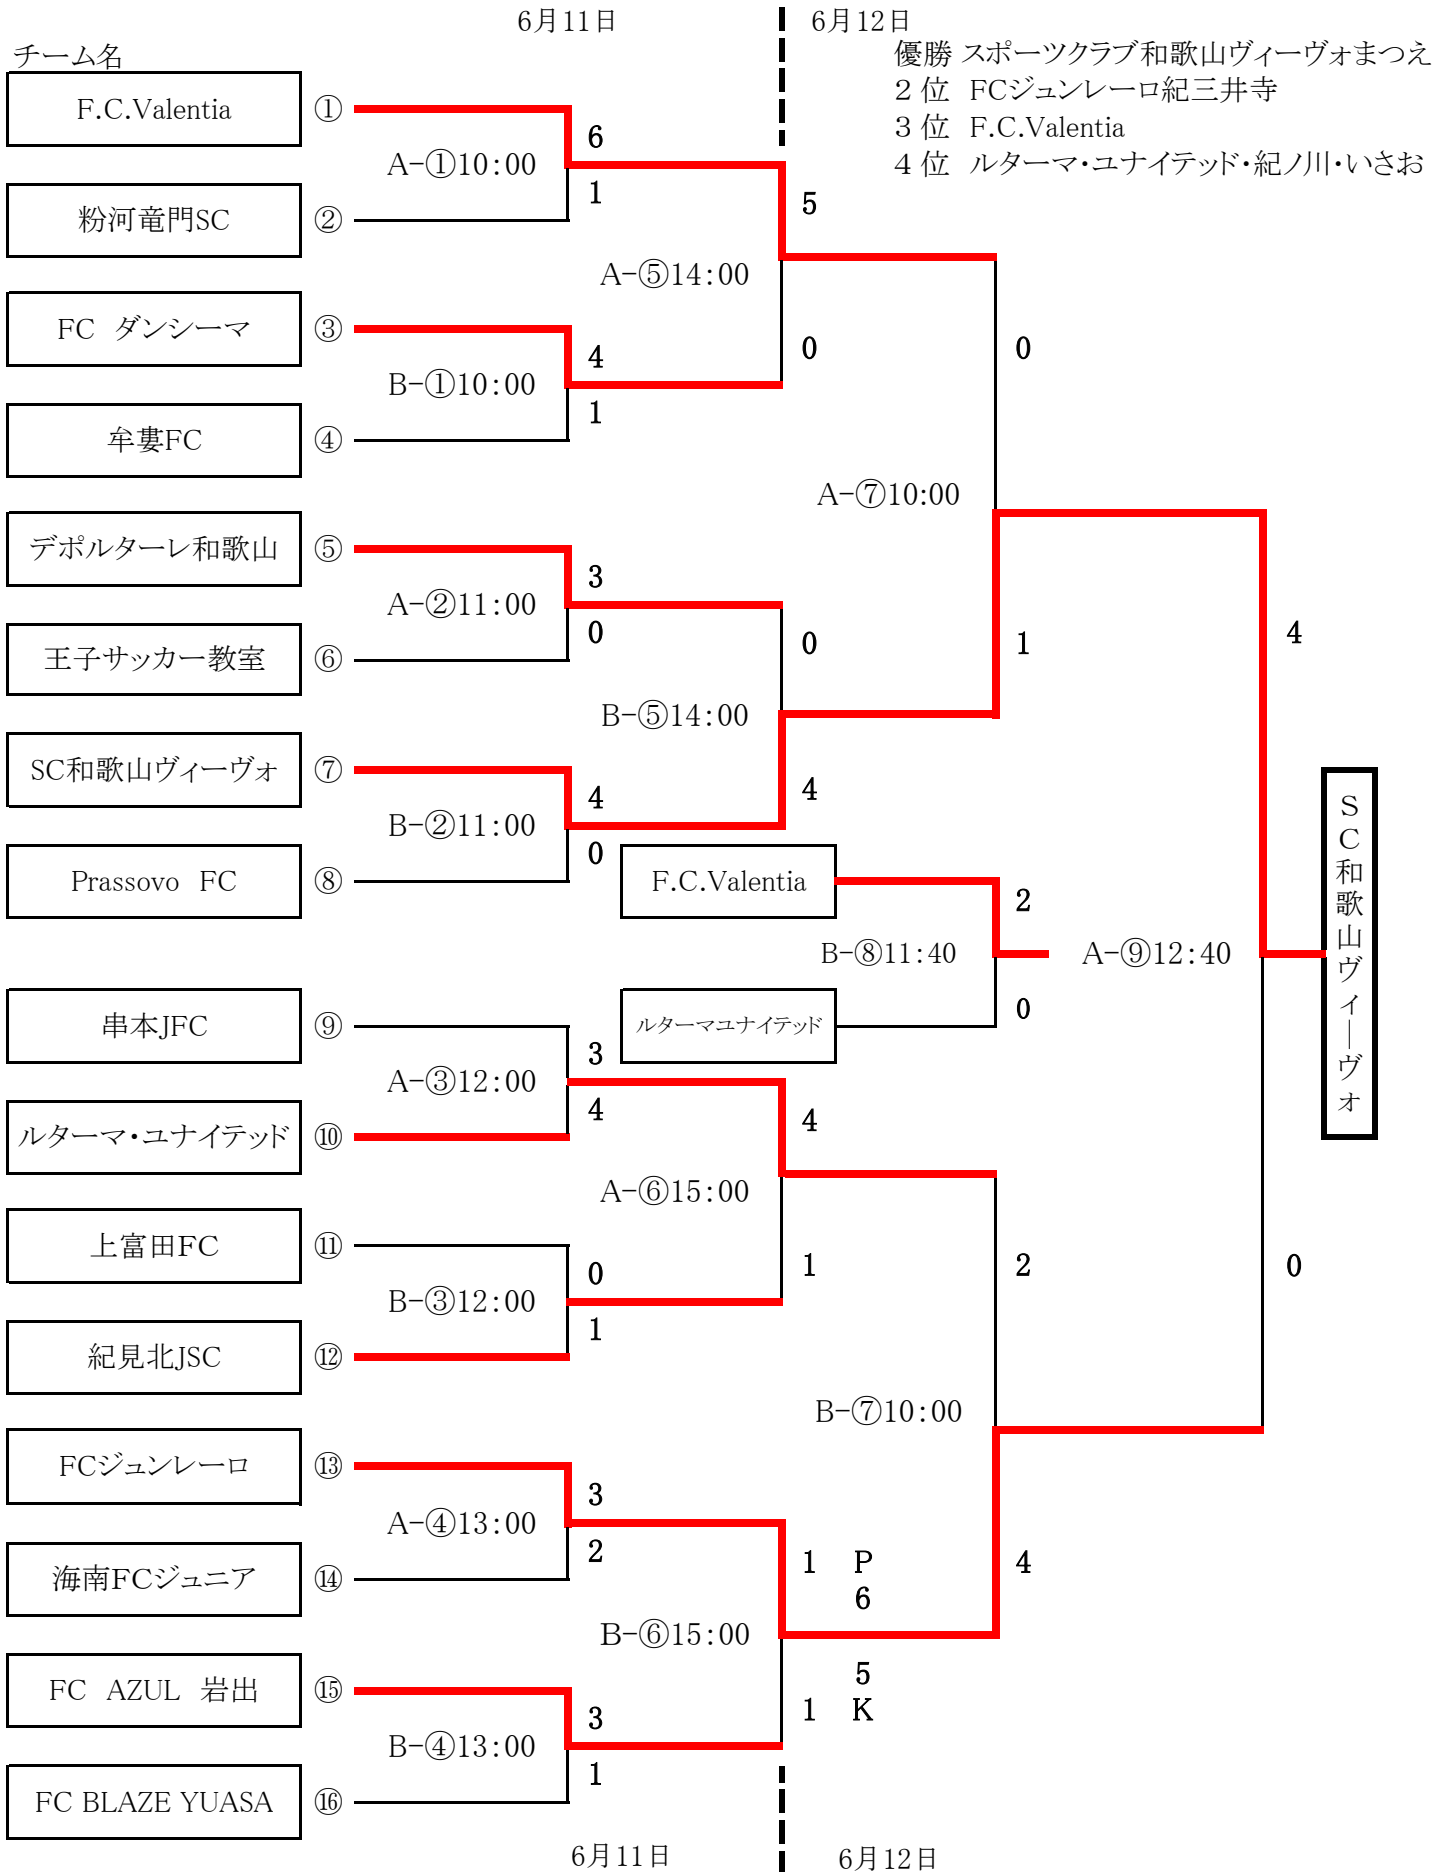 6月11日
6月12日
チーム名
優勝 スポーツクラブ和歌山ヴィーヴォまつえ
2位 FCジュンレーロ紀三井寺
3位 F.C.Valentia
4位 ルターマ・ユナイテッド・紀ノ川・いさお
F.C.Valentia ①
6
A-①10:00
1
5
粉河竜門SC ②
A-⑤14:00
FC ダンシーマ ③
4
0
0
B-①10:00
1
牟婁FC ④
A-⑦10:00
デポルターレ和歌山 ⑤
3
A-②11:00
0
0
1
4
王子サッカー教室 ⑥
B-⑤14:00
SC和歌山ヴィーヴォ ⑦
4
4
B-②11:00
0
Prassovo FC ⑧
F.C.Valentia
2
B-⑧11:40
A-⑨12:40
SC和歌山ヴィーヴォ
0
串本JFC ⑨
ルターマユナイテッド
3
A-③12:00
4
4
ルターマ・ユナイテッド ⑩
A-⑥15:00
上富田FC ⑪
0
1
2
0
B-③12:00
1
紀見北JSC ⑫
B-⑦10:00
FCジュンレーロ ⑬
3
A-④13:00
2
1 P
6
4
海南FCジュニア ⑭
B-⑥15:00
5
1 K
FC AZUL 岩出 ⑮
3
B-④13:00
1
FC BLAZE YUASA ⑯
6月11日
6月12日